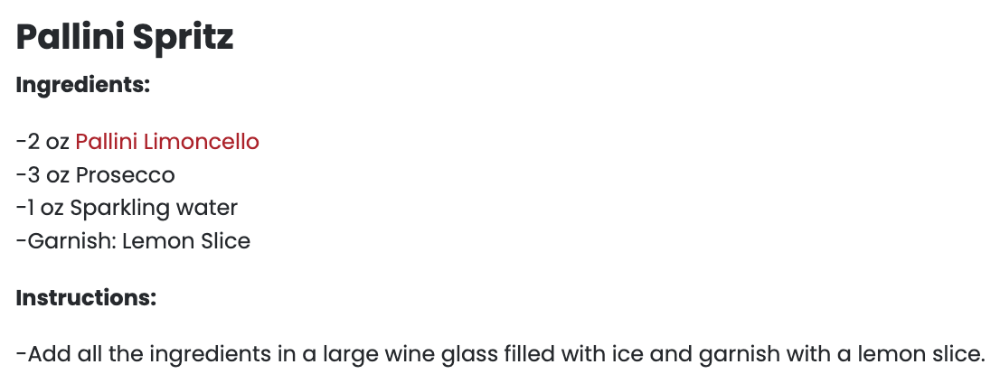 Pallini Spritz
Ingredients:
-2 oz Pallini Limoncello
-3 oz Prosecco
-1 oz Sparkling water
-Garnish: Lemon Slice
Instructions:
-Add all the ingredients in a large wine glass filled with ice and garnish with a lemon slice.